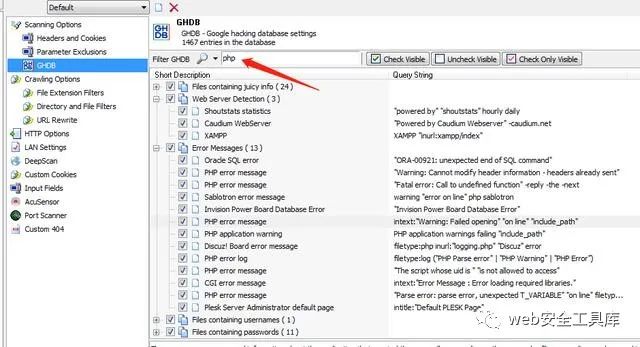 Default
Scanning Options
Headers and Cookies
Parameter Exclusions
GHDB
Crawling Options
File Extension Filters
Directory and File Filters
URL Rewrite
HTTP Options
LAN Settings
DeepScan
Custom Cookies
Input Fields
AcuSensor
Port Scanner
Custom 404
GH
DB
GHDB
GHDB - Google hacking database settings
1467 entries in the database
Filter GHDB php Check Visible Uncheck Visible Check Only Visible
Short Description Query String
Files containing juicy info ( 24 )
Web Server Detection ( 3 )
Shoutstats statistics "powered by" "shoutstats" hourly daily
Caudium WebServer "Powered by Caudium Webserver" -caudium.net
XAMPP XAMPP "inurl:xampp/index"
Error Messages ( 13 )
Oracle SQL error "ORA-00921: unexpected end of SQL command"
PHP error message "Warning: Cannot modify header information - headers already sent"
PHP error message "Fatal error: Call to undefined function" -reply -the -next
Sablotron error message warning "error on line" php sablotron
Invision Power Board Database Error "Invision Power Board Database Error"
PHP error message intext:"Warning: Failed opening" "on line" "include_path"
PHP application warning PHP application warnings failing "include_path"
Discuz! Board error message filetype:php inurl:"logging.php" "Discuz" error
PHP error log filetype:log ("PHP Parse error" | "PHP Warning" | "PHP Error")
PHP error message "The script whose uid is " "is not allowed to access"
CGI error message intext:"Error Message : Error loading required libraries."
PHP error message "Parse error: parse error, unexpected T_VARIABLE" "on line" filetyp...
Plesk Server Administrator default page intitle:"Default PLESK Page"
Files containing usernames ( 1 )
Files containing passwords ( 11 )
web安全工具库